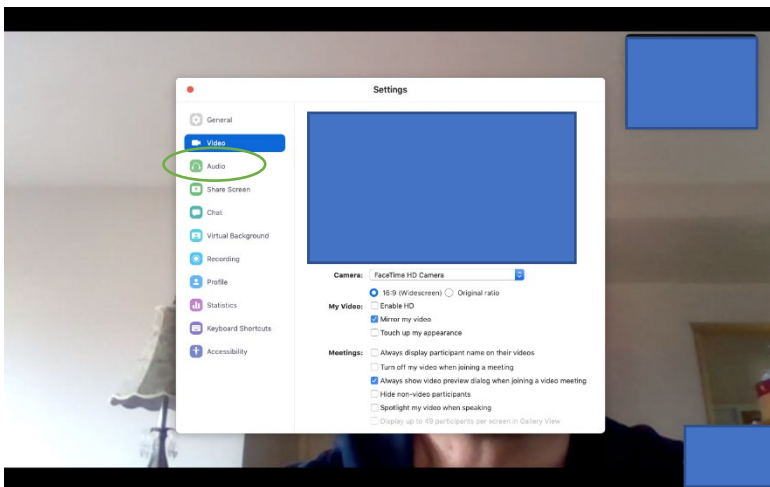 Settings
General
Video
Audio
Share Screen
Chat
Virtual Background
Recording
Profile
Statistics
Keyboard Shortcuts
Accessibility
Camera: FaceTime HD Camera
16:9 (Widescreen) Original ratio
My Video: Enable HD
Mirror my video
Touch up my appearance
Meetings: Always display participant name on their videos
Turn off my video when joining a meeting
Always show video preview dialog when joining a video meeting
Hide non-video participants
Spotlight my video when speaking
Display up to 49 participants per screen in Gallery View